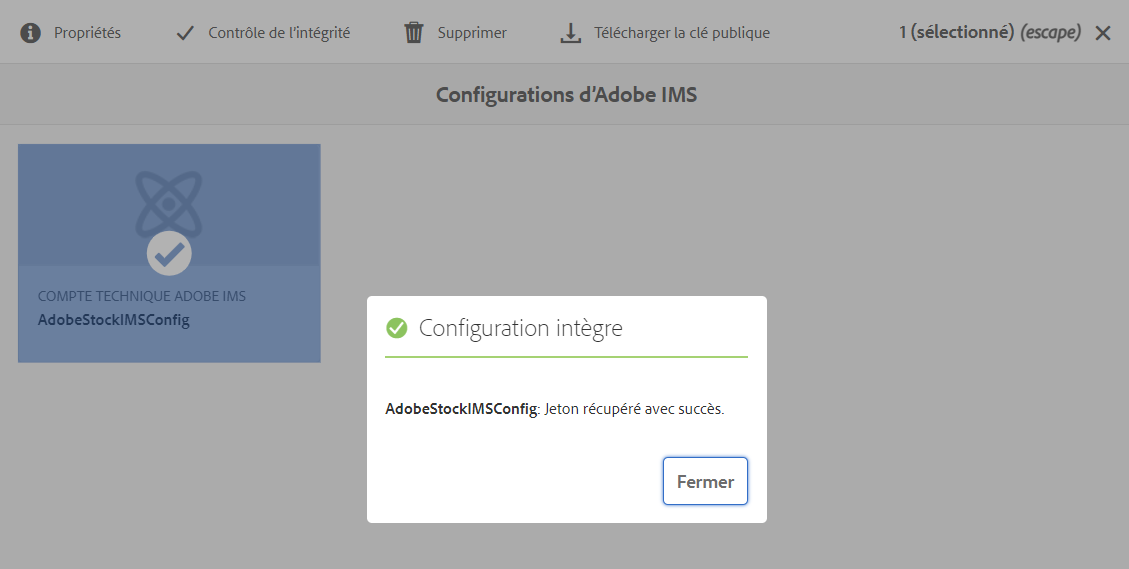 Propriétés Contrôle de l’intégrité Supprimer Télécharger la clé publique 1 (sélectionné) (escape)
Configurations d’Adobe IMS
COMPTE TECHNIQUE ADOBE IMS
AdobeStockIMSConfig
Configuration intègre
AdobeStockIMSConfig: Jeton récupéré avec succès.
Fermer